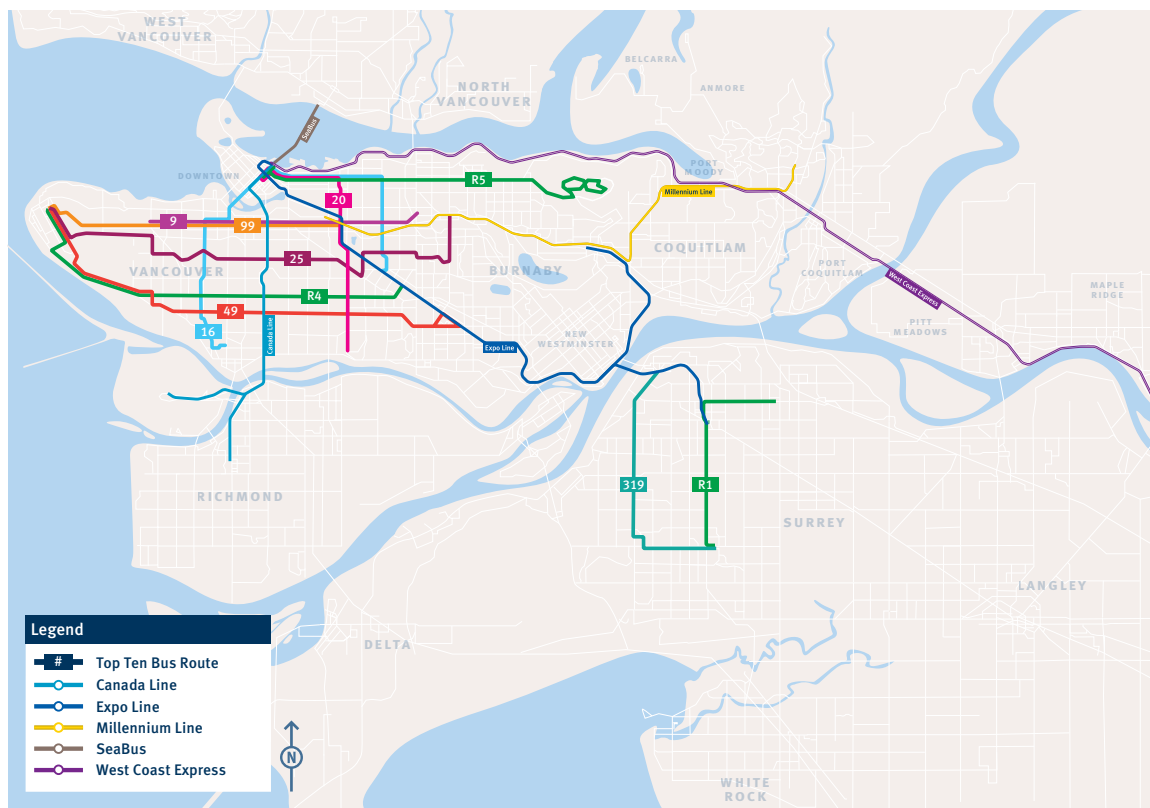 WEST
VANCOUVER
BELCARRA
NORTH
VANCOUVER
ANMORE
SeaBus
DOWNTOWN
PORT
MOODY
R5
Millennium Line
20
9
99
25
VANCOUVER
BURNABY
COQUITLAM
PORT
COQUITLAM
West Coast Express
MAPLE
RIDGE
R4
49
16
Canada Line
PITT
MEADOWS
NEW
WESTMINSTER
Expo Line
319
R1
RICHMOND
SURREY
LANGLEY
DELTA
WHITE
ROCK
Legend
# Top Ten Bus Route
Canada Line
Expo Line
Millennium Line
SeaBus
West Coast Express
N